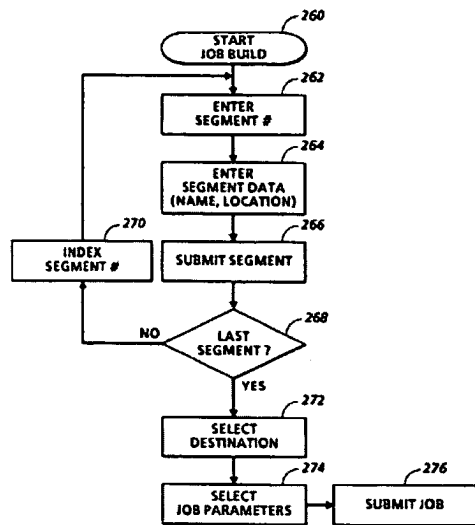 260
START
JOB BUILD
262
ENTER
SEGMENT #
264
ENTER
SEGMENT DATA
(NAME, LOCATION)
270
INDEX
SEGMENT #
266
SUBMIT SEGMENT
268
LAST
SEGMENT ?
NO
YES
272
SELECT
DESTINATION
274
SELECT
JOB PARAMETERS
276
SUBMIT JOB